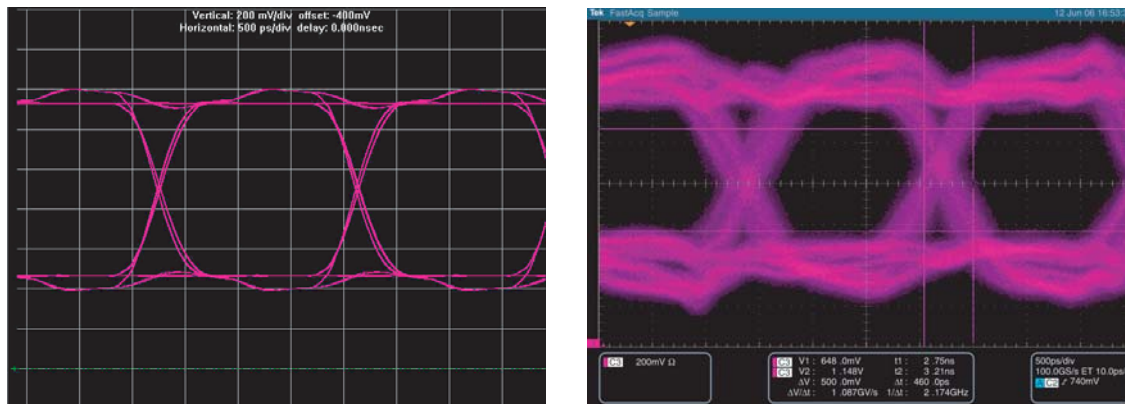 Vertical: 200 mV/div offset: -400mV
Horizontal: 500 ps/div delay: 0.000nsec
Tek FastAcq Sample
12 Jun 06 16:53:
C3 200mV Ω
C3 V1: 648.0mV t1: 2.75ns
C3 V2: 1.148V t2: 3.21ns
ΔV: 500.0mV Δt: 460.0ps
ΔV/Δt: 1.087GV/s 1/Δt: 2.174GHz
500ps/div
100.0GS/s ET 10.0ps/
A C2 740mV